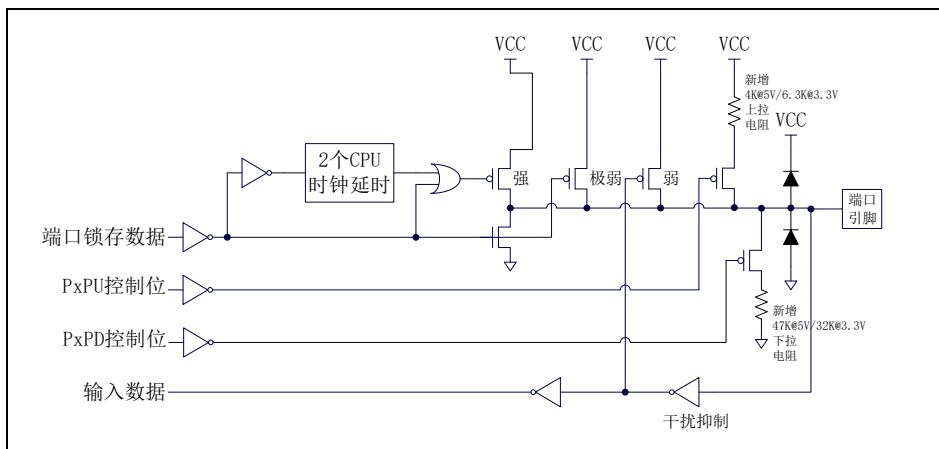 VCC
VCC
VCC
VCC
新增
4K@5V/6.3K@3.3V
上拉
电阻
VCC
2个CPU
时钟延时
强
极弱
弱
端口
引脚
端口锁存数据
PxPU控制位
新增
47K@5V/32K@3.3V
下拉
电阻
PxPD控制位
输入数据
干扰抑制